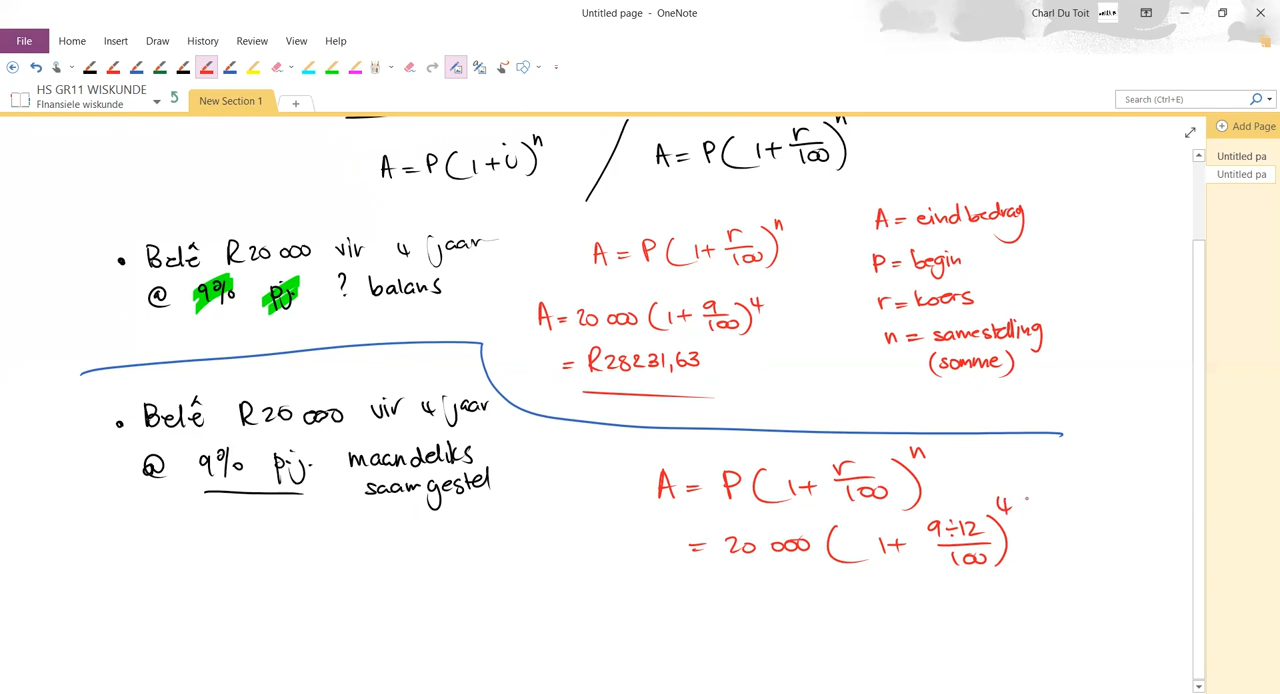 Untitled page - OneNote
Charl Du Toit
File Home Insert Draw History Review View Help
HS GR11 WISKUNDE
FInansiele wiskunde
New Section 1
+
Search (Ctrl+E)
Add Page
Untitled pa
Untitled pa
A = P(1+i)^n / A = P(1+r/100)^n
• Belê R20 000 vir 4 jaar
@ 9% pj. ? balans
A = P(1+r/100)^n
A = 20 000 (1+9/100)^4
= R28231,63
A = eindbedrag
P = begin
r = koers
n = samestelling
(somme)
• Belê R20 000 vir 4 jaar
@ 9% p.j. maandeliks
saamgestel
A = P(1+r/100)^n
= 20 000 (1+9÷12/100)^4